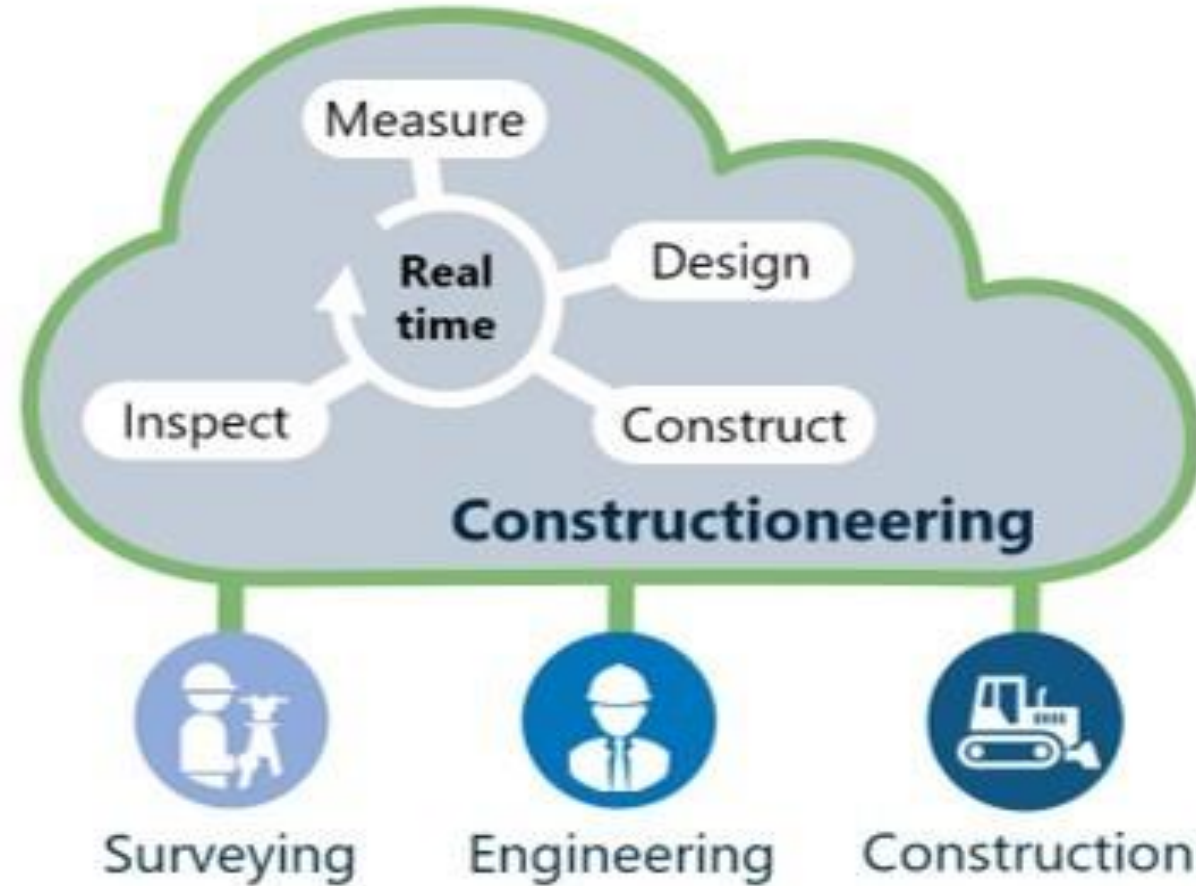 Measure
Design
Real
time
Inspect
Construct
Constructioneering
Surveying
Engineering
Construction